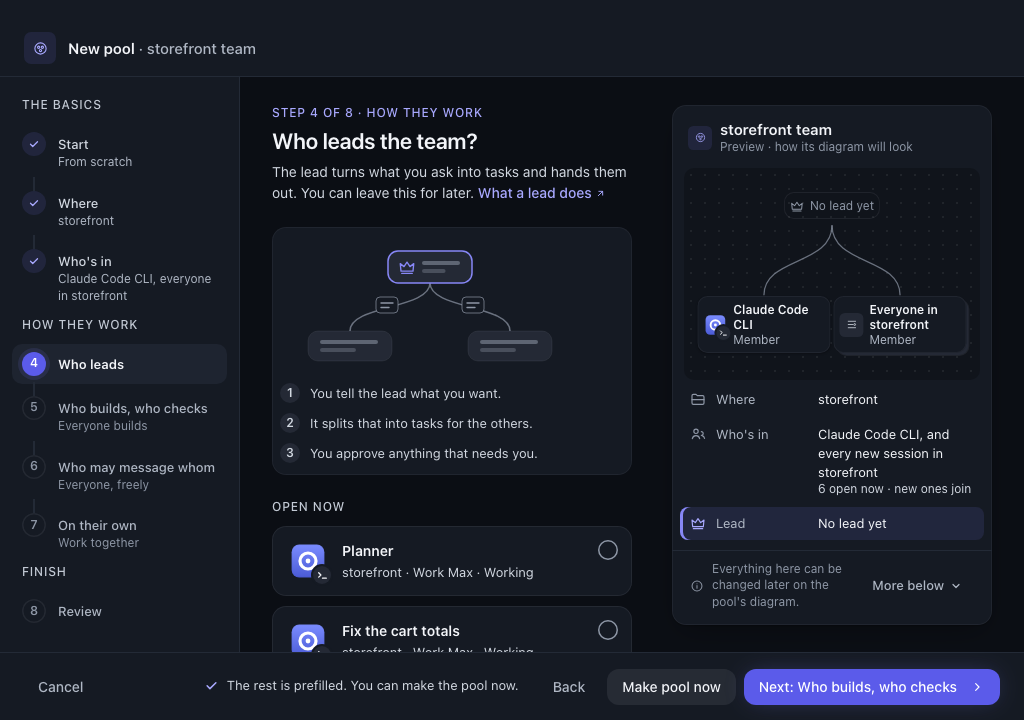 New pool · storefront team
THE BASICS
Start
From scratch
Where
storefront
Who's in
Claude Code CLI, everyone
in storefront
HOW THEY WORK
4
Who leads
5
Who builds, who checks
Everyone builds
6
Who may message whom
Everyone, freely
7
On their own
Work together
FINISH
8
Review
STEP 4 OF 8 · HOW THEY WORK
Who leads the team?
The lead turns what you ask into tasks and hands them
out. You can leave this for later. What a lead does ↗
1 You tell the lead what you want.
2 It splits that into tasks for the others.
3 You approve anything that needs you.
OPEN NOW
Planner
storefront · Work Max · Working
Fix the cart totals
storefront · Work Max · Working
storefront team
Preview · how its diagram will look
No lead yet
Claude Code
CLI
Member
Everyone in
storefront
Member
Where storefront
Who's in Claude Code CLI, and
every new session in
storefront
6 open now · new ones join
Lead No lead yet
Everything here can be
changed later on the
pool's diagram.
More below
Cancel
The rest is prefilled. You can make the pool now.
Back
Make pool now
Next: Who builds, who checks